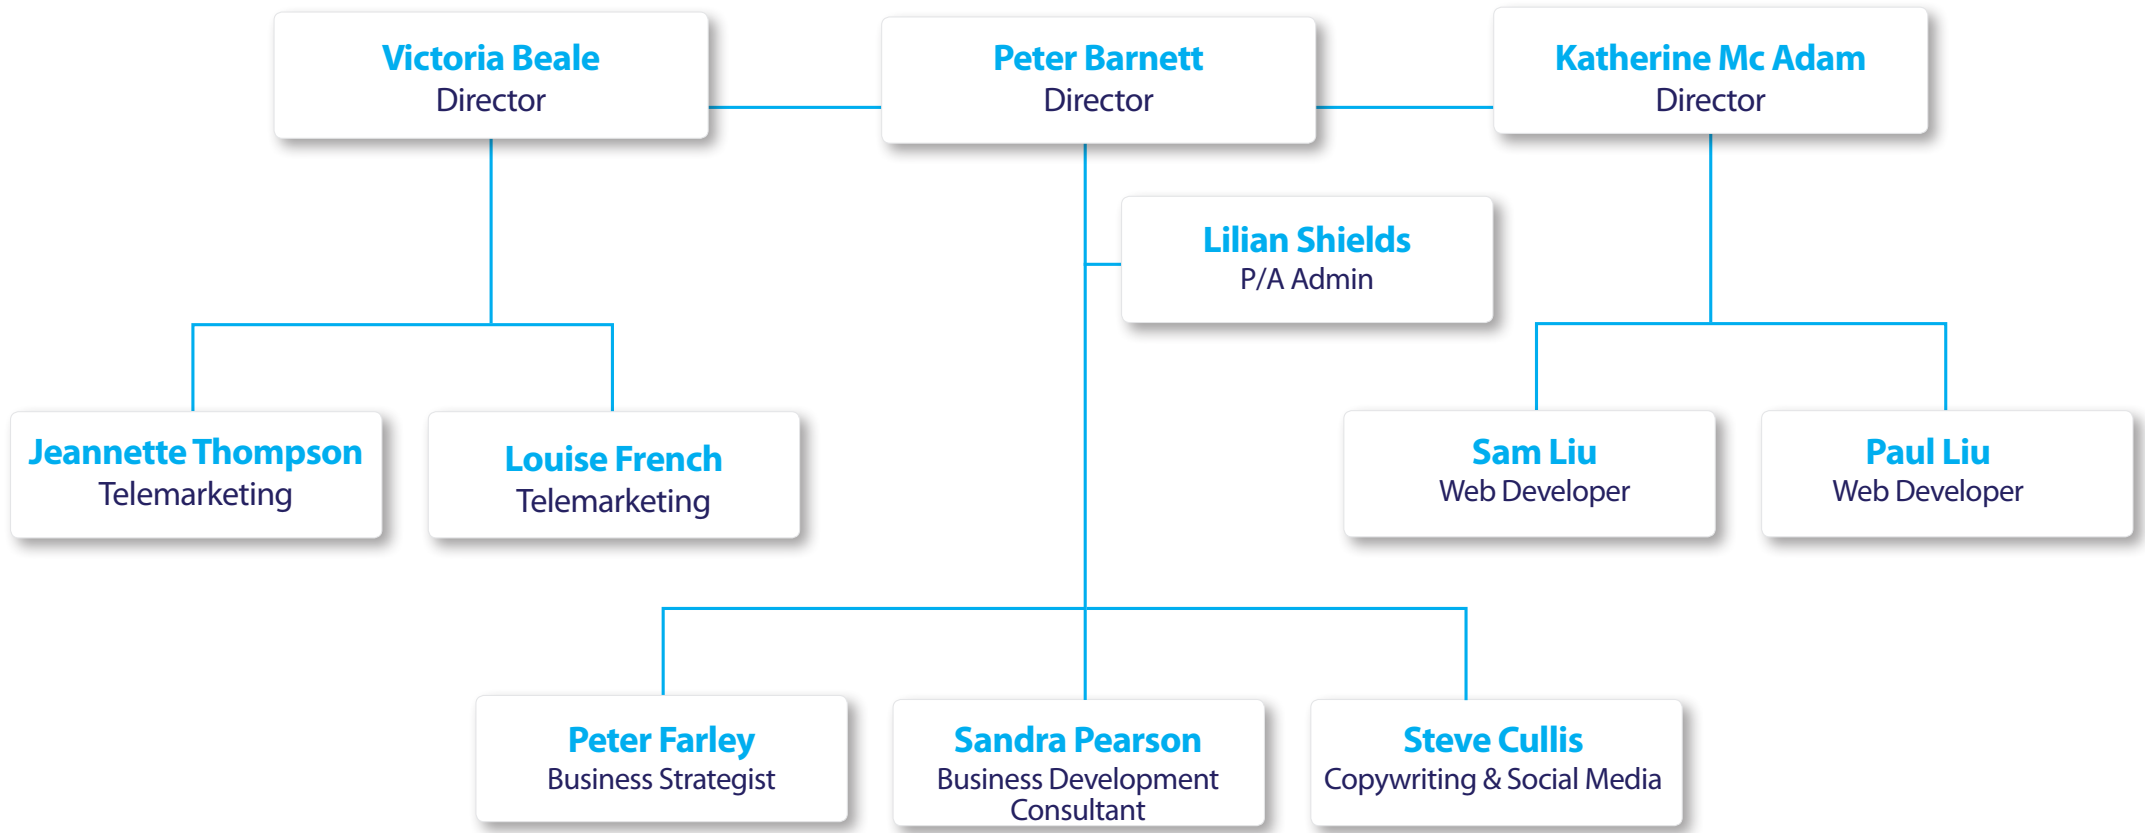 Victoria Beale
Director
Peter Barnett
Director
Katherine Mc Adam
Director
Lilian Shields
P/A Admin
Jeannette Thompson
Telemarketing
Louise French
Telemarketing
Sam Liu
Web Developer
Paul Liu
Web Developer
Peter Farley
Business Strategist
Sandra Pearson
Business Development
Consultant
Steve Cullis
Copywriting & Social Media